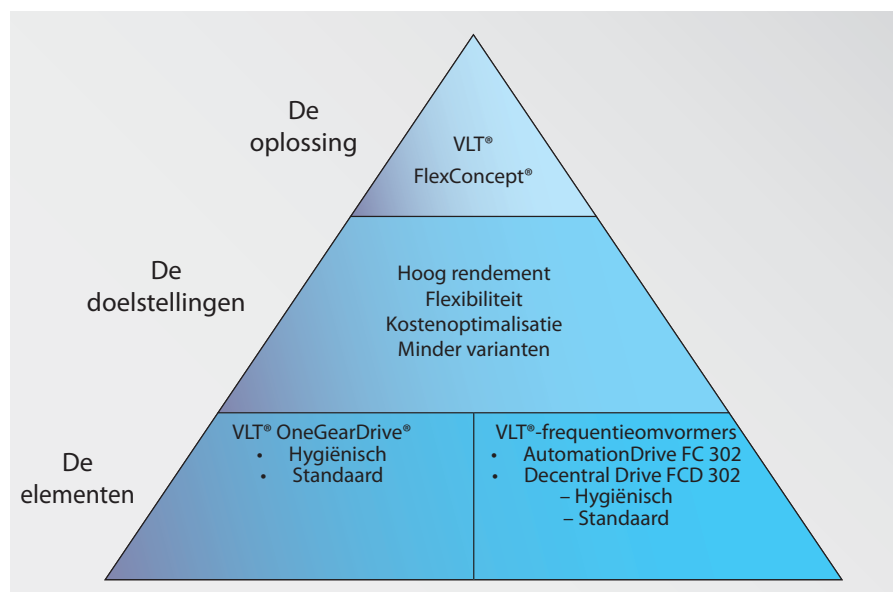 De
oplossing
VLT®
FlexConcept®
De
doelstellingen
Hoog rendement
Flexibiliteit
Kostenoptimalisatie
Minder varianten
De
elementen
VLT® OneGearDrive®
• Hygiënisch
• Standaard
VLT®-frequentieomvormers
• AutomationDrive FC 302
• Decentral Drive FCD 302
– Hygiënisch
– Standaard